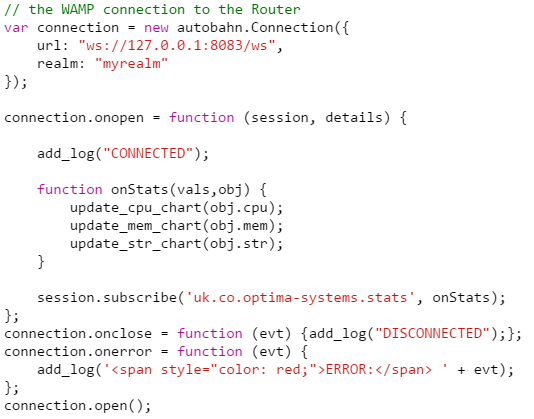 // the WAMP connection to the Router
var connection = new autobahn.Connection({
    url: "ws://127.0.0.1:8083/ws",
    realm: "myrealm"
});

connection.onopen = function (session, details) {

    add_log("CONNECTED");

    function onStats(vals,obj) {
        update_cpu_chart(obj.cpu);
        update_mem_chart(obj.mem);
        update_str_chart(obj.str);
    }

    session.subscribe('uk.co.optima-systems.stats', onStats);
};
connection.onclose = function (evt) {add_log("DISCONNECTED");};
connection.onerror = function (evt) {
    add_log('<span style="color: red;">ERROR:</span> ' + evt);
};
connection.open();